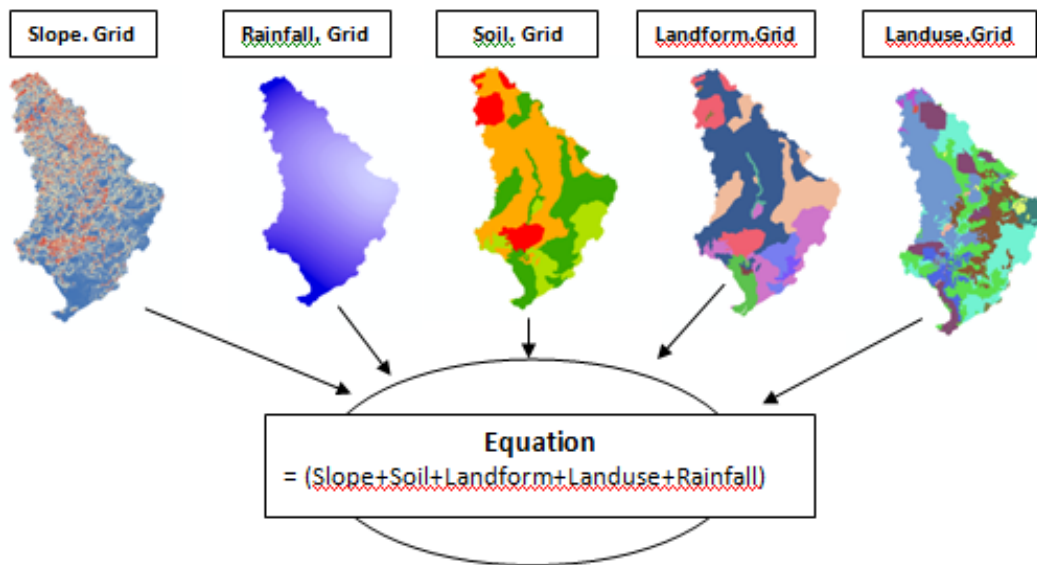 Slope. Grid
Rainfall, Grid
Soil. Grid
Landform.Grid
Landuse.Grid
Equation
= (Slope+Soil+Landform+Landuse+Rainfall)